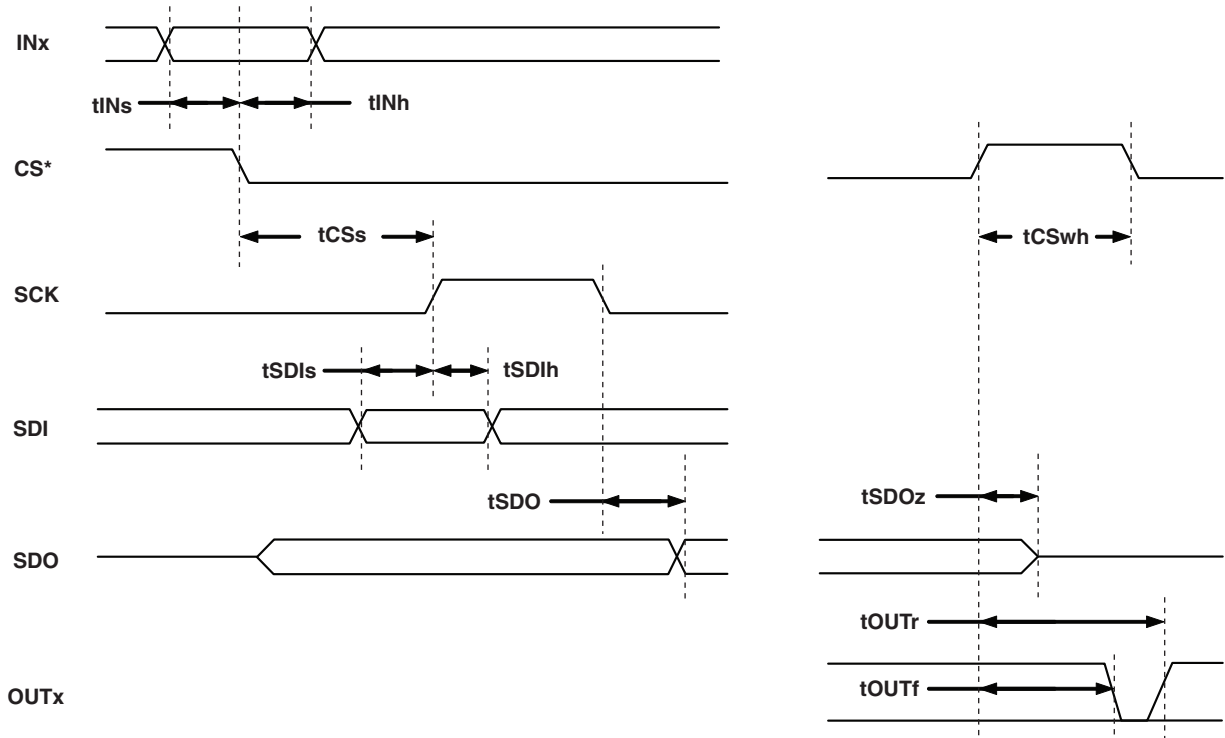 INx
tINs
tINh
CS*
tCSs
tCSwh
SCK
tSDIs
tSDIh
SDI
tSDO
tSDOz
SDO
tOUTr
tOUTf
OUTx